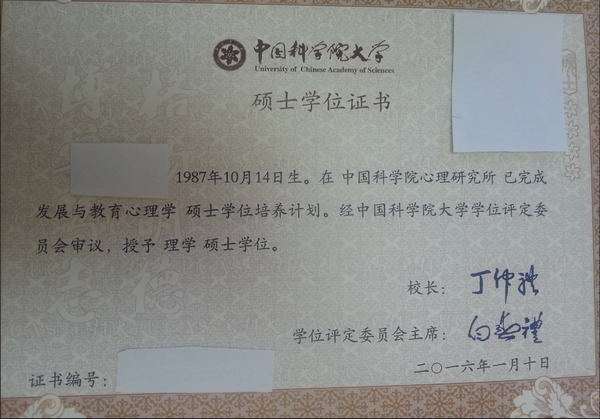 中国科学院大学
University of Chinese Academy of Sciences
硕士学位证书
1987年10月14日生。在 中国科学院心理研究所 已完成
发展与教育心理学 硕士学位培养计划。经中国科学院大学学位评定委
员会审议，授予 理学 硕士学位。
校长：丁仲礼
学位评定委员会主席：
二〇一六年一月十日
证书编号：